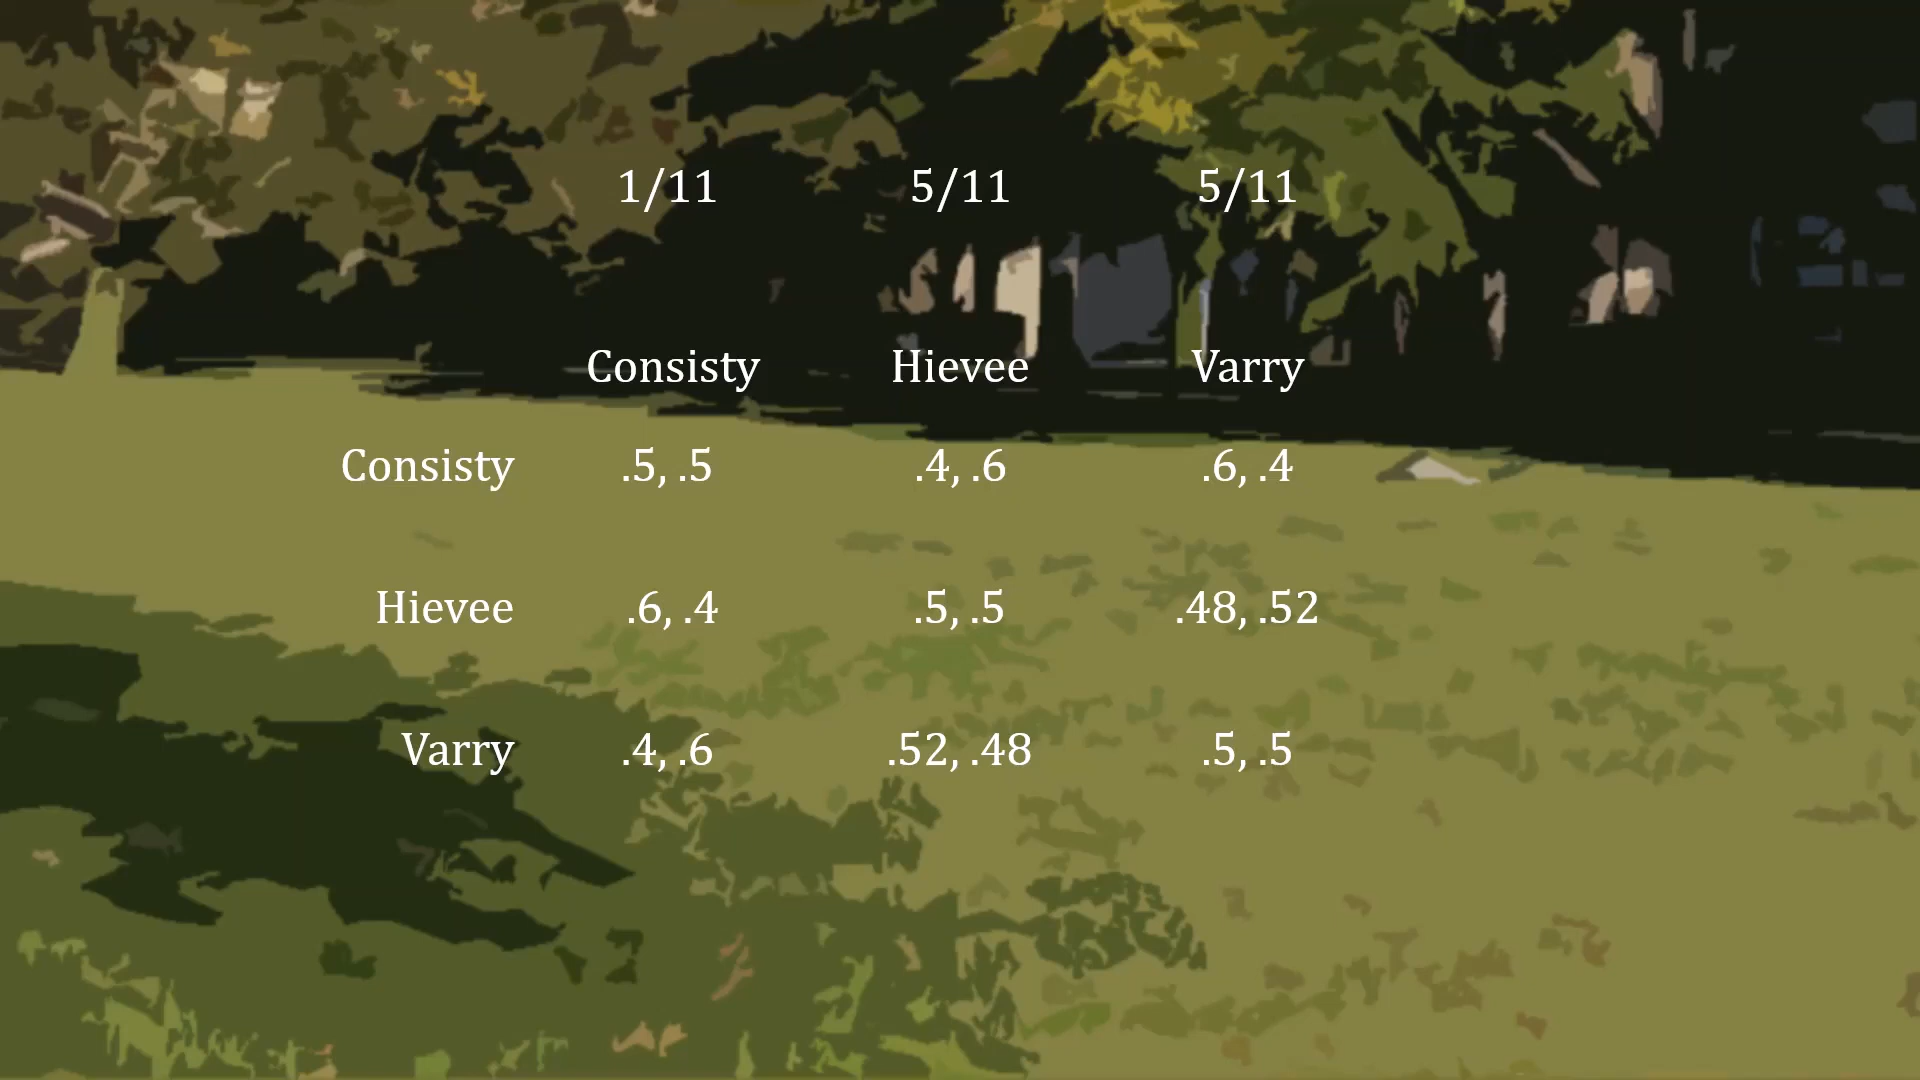 1/11 5/11 5/11
Consisty Hievee Varry
Consisty .5, .5 .4, .6 .6, .4
Hievee .6, .4 .5, .5 .48, .52
Varry .4, .6 .52, .48 .5, .5